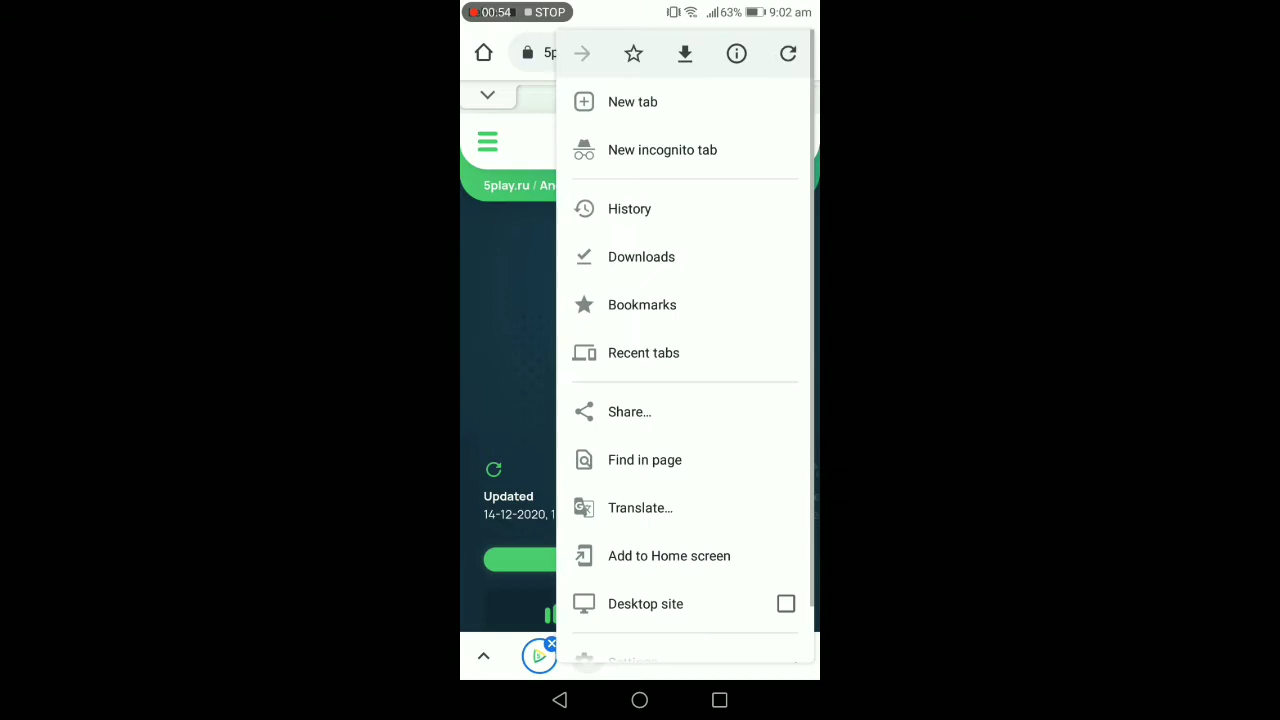 00:54 STOP
63% 9:02 am
5p
New tab
New incognito tab
5play.ru / An
History
Downloads
Bookmarks
Recent tabs
Share...
Find in page
Updated
14-12-2020, 1
Translate...
Add to Home screen
Desktop site
Settings